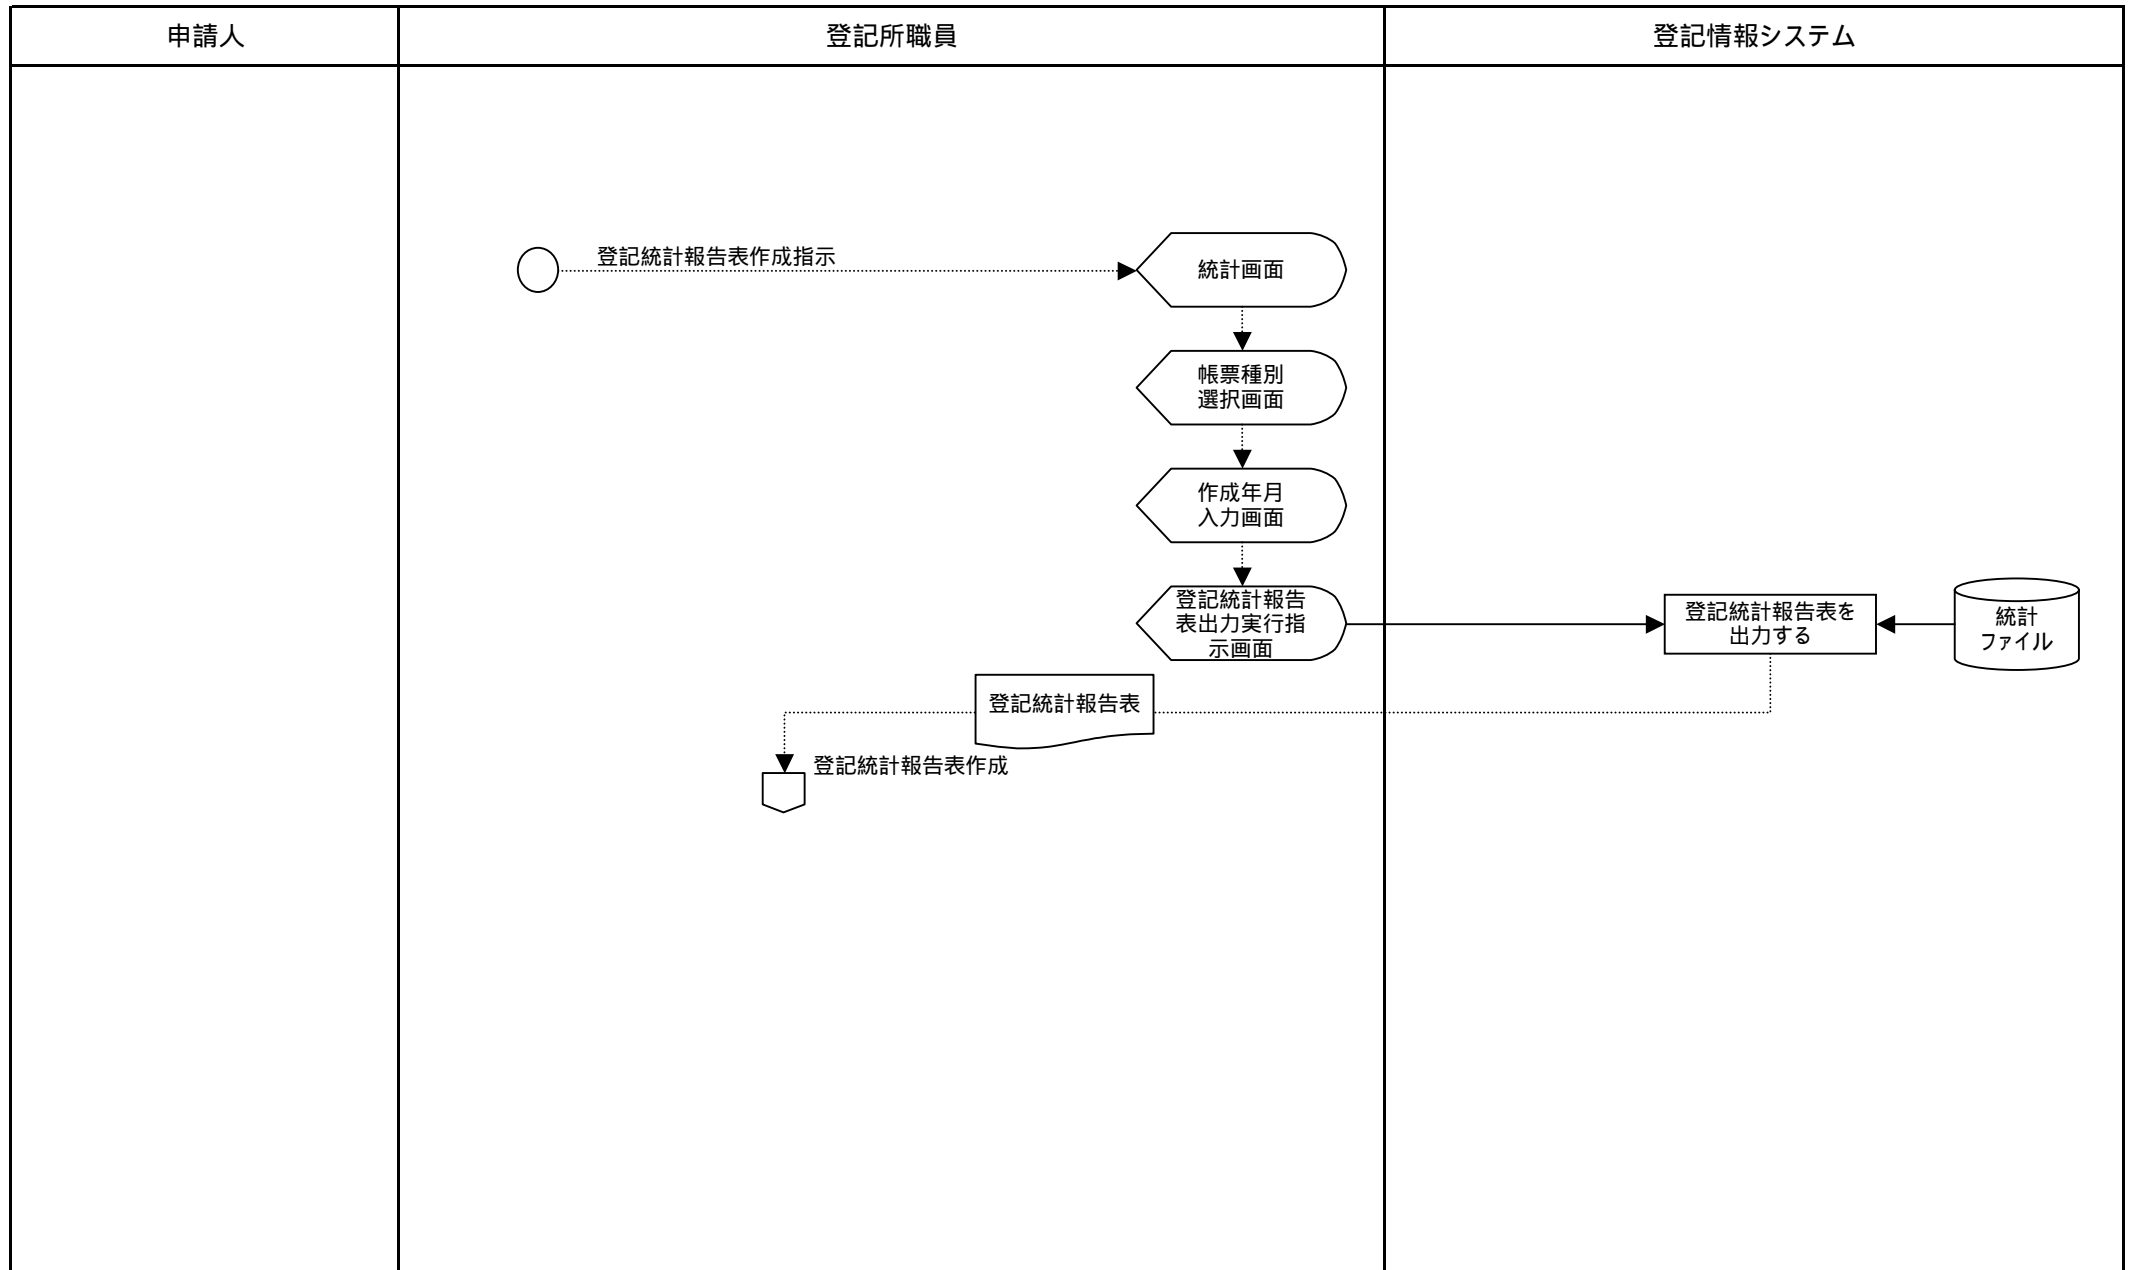 申請人
登記所職員
登記情報システム
登記統計報告表作成指示
統計画面
帳票種別
選択画面
作成年月
入力画面
登記統計報告
表出力実行指
示画面
登記統計報告表を
出力する
統計
ファイル
登記統計報告表
登記統計報告表作成